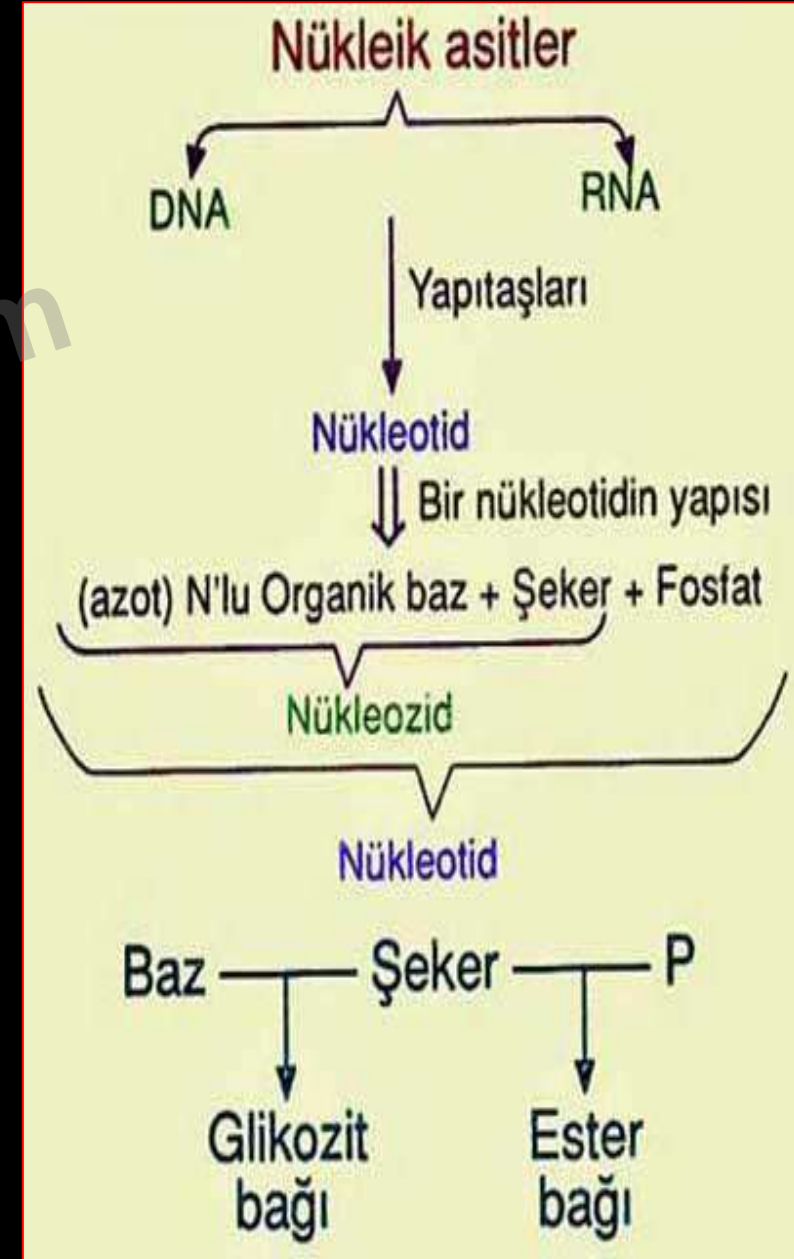 Nükleik asitler
DNA RNA
Yapıtaşları
Nükleotid
Bir nükleotidin yapısı
(azot) N'lu Organik baz + Şeker + Fosfat
Nükleozid
Nükleotid
Baz Şeker P
Glikozit Ester
bağı bağı